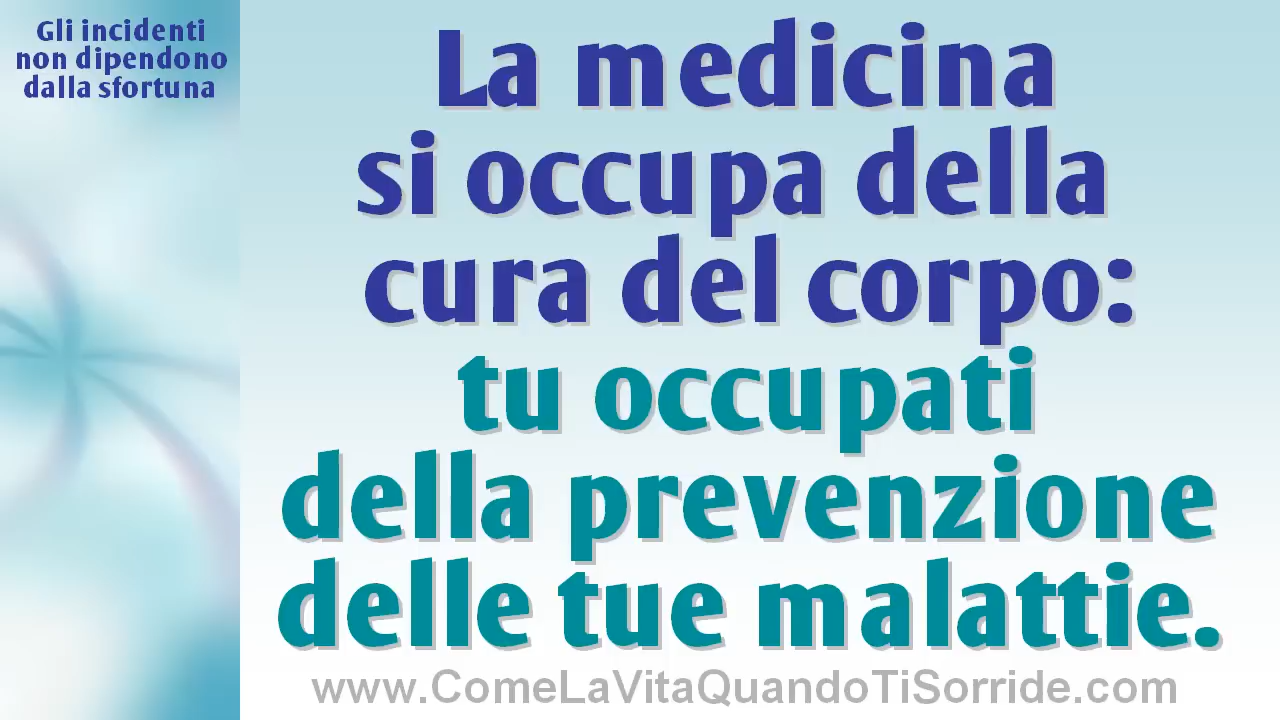 Gli incidenti
non dipendono
dalla sfortuna
La medicina
si occupa della
cura del corpo:
tu occupati
della prevenzione
delle tue malattie.
www.ComeLaVitaQuandoTiSorride.com